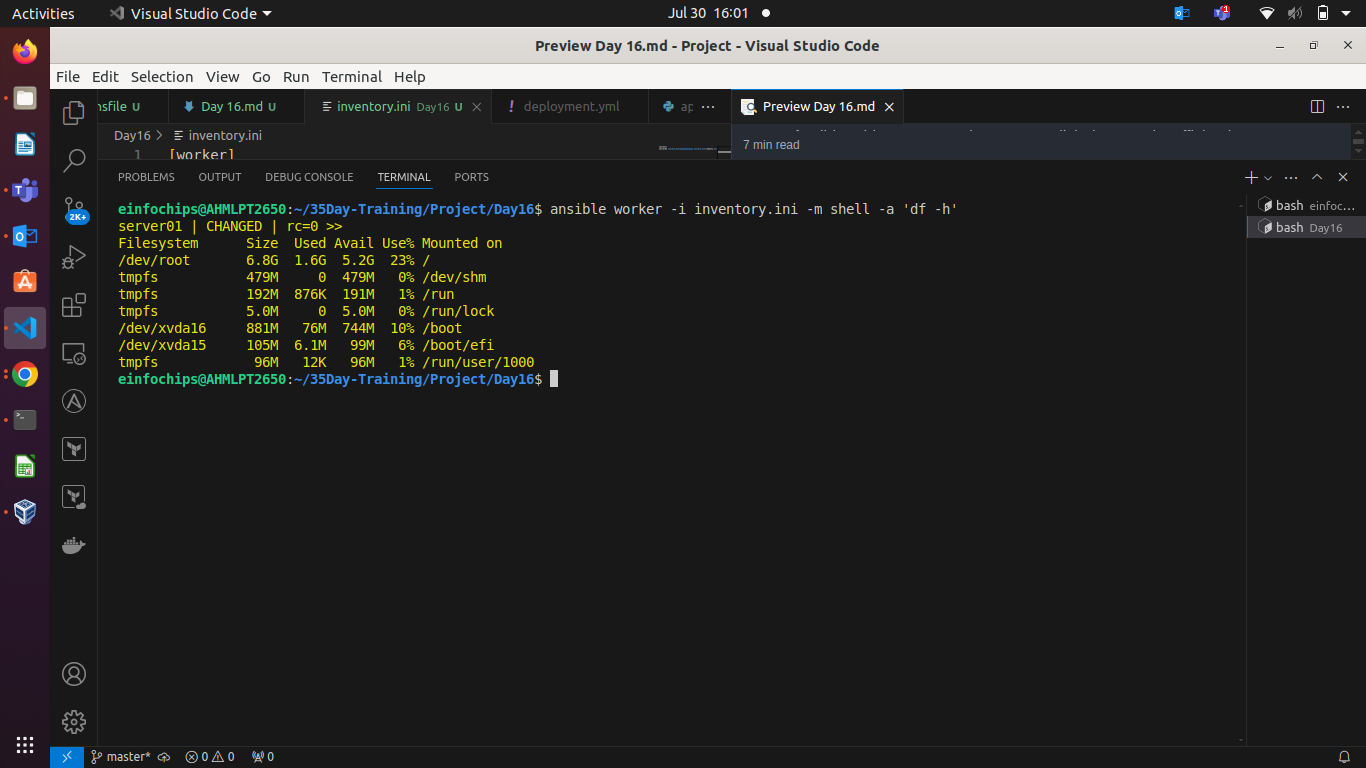 Activities
Visual Studio Code
Jul 30 16:01
1
Preview Day 16.md - Project - Visual Studio Code
File Edit Selection View Go Run Terminal Help
nsfile U
Day 16.md U
inventory.ini Day16 U
deployment.yml
ap ···
Preview Day 16.md
Day16 > inventory.ini
1 [worker]
7 min read
PROBLEMS OUTPUT DEBUG CONSOLE TERMINAL PORTS
2K+
einfochips@AHMLPT2650:~/35Day-Training/Project/Day16$ ansible worker -i inventory.ini -m shell -a 'df -h'
server01 | CHANGED | rc=0 >>
Filesystem Size Used Avail Use% Mounted on
/dev/root 6.8G 1.6G 5.2G 23% /
tmpfs 479M 0 479M 0% /dev/shm
tmpfs 192M 876K 191M 1% /run
tmpfs 5.0M 0 5.0M 0% /run/lock
/dev/xvda16 881M 76M 744M 10% /boot
/dev/xvda15 105M 6.1M 99M 6% /boot/efi
tmpfs 96M 12K 96M 1% /run/user/1000
einfochips@AHMLPT2650:~/35Day-Training/Project/Day16$
bash einfoc...
bash Day16
master*
0 0
0